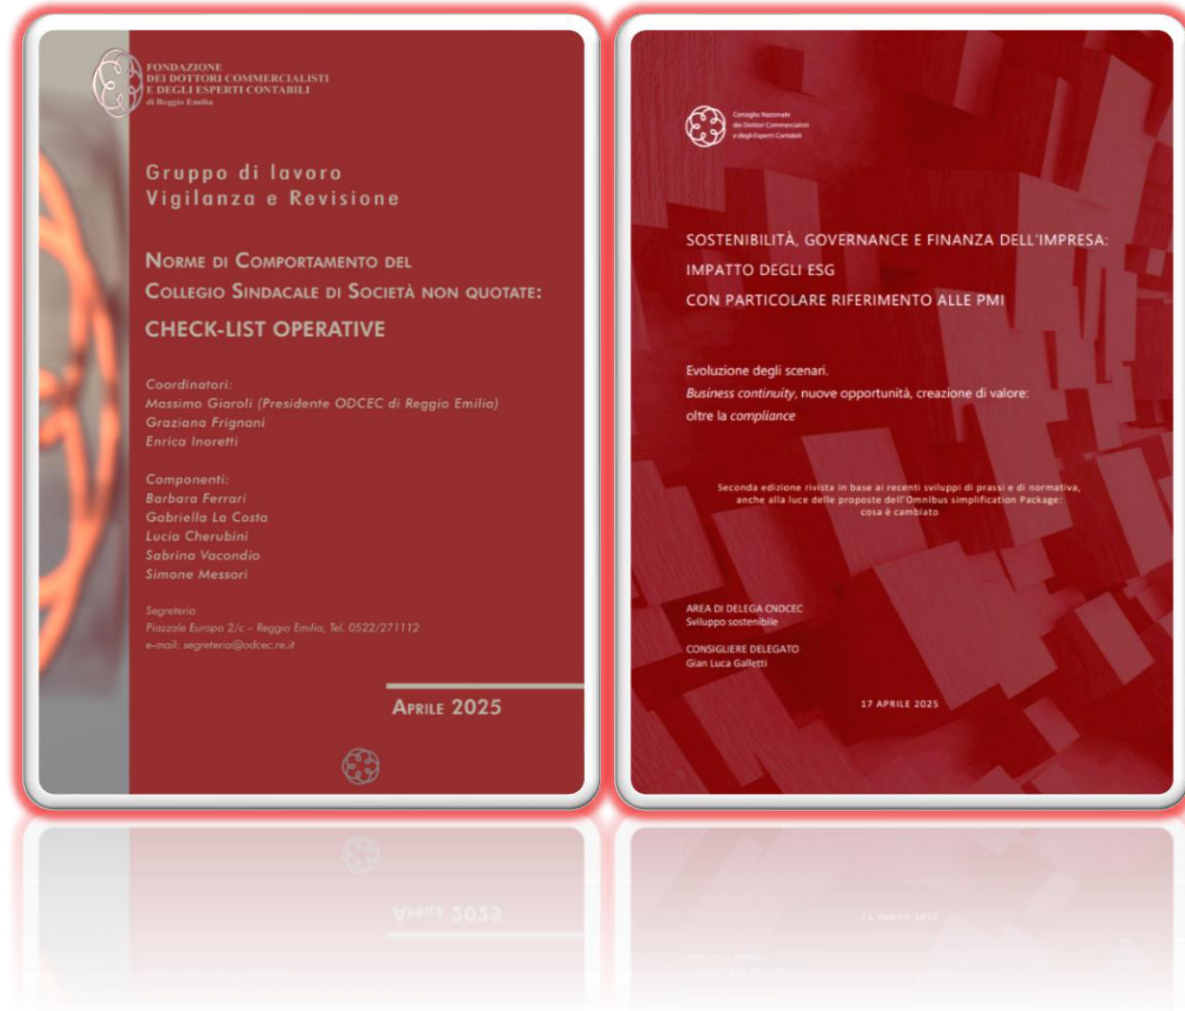 FONDAZIONE
DEI DOTTORI COMMERCIALISTI
E DEGLI ESPERTI CONTABILI
di Reggio Emilia
Gruppo di lavoro
Vigilanza e Revisione
NORME DI COMPORTAMENTO DEL
COLLEGIO SINDACALE DI SOCIETÀ NON QUOTATE:
CHECK-LIST OPERATIVE
Coordinatori:
Massimo Giaroli (Presidente ODCEC di Reggio Emilia)
Graziana Frignani
Enrica Inoretti
Componenti:
Barbara Ferrari
Gabriella La Costa
Lucia Cherubini
Sabrina Vacondio
Simone Messori
Segreteria
Piazzale Europa 2/c – Reggio Emilia, Tel. 0522/271112
e-mail: segreteria@odcec.re.it
APRILE 2025
Consiglio Nazionale
dei Dottori Commercialisti
e degli Esperti Contabili
SOSTENIBILITÀ, GOVERNANCE E FINANZA DELL'IMPRESA:
IMPATTO DEGLI ESG
CON PARTICOLARE RIFERIMENTO ALLE PMI
Evoluzione degli scenari.
Business continuity, nuove opportunità, creazione di valore:
oltre la compliance
Seconda edizione rivista in base ai recenti sviluppi di prassi e di normativa,
anche alla luce delle proposte dell'Omnibus simplification Package:
cosa è cambiato
AREA DI DELEGA CNDCEC
Sviluppo sostenibile
CONSIGLIERE DELEGATO
Gian Luca Galletti
17 APRILE 2025